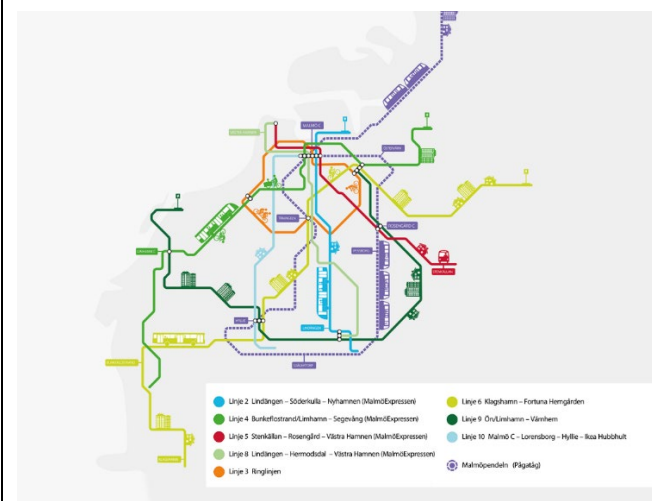 MALMÖ C
ROSENGÅRD C
Linje 2 Lindängen – Söderkulla – Nyhamnen (MalmöExpressen)
Linje 4 Bunkeflostrand/Limhamn – Segevång (MalmöExpressen)
Linje 5 Stenkällan – Rosengård – Västra Hamnen (MalmöExpressen)
Linje 8 Lindängen – Hermodsdal – Västra Hamnen (MalmöExpressen)
Linje 3 Ringlinjen
Linje 6 Klagshamn – Fortuna Hemgården
Linje 9 Ön/Limhamn – Värnhem
Linje 10 Malmö C – Lorensborg – Hyllie – Ikea Hubbhult
Malmöpendeln (Pågatåg)